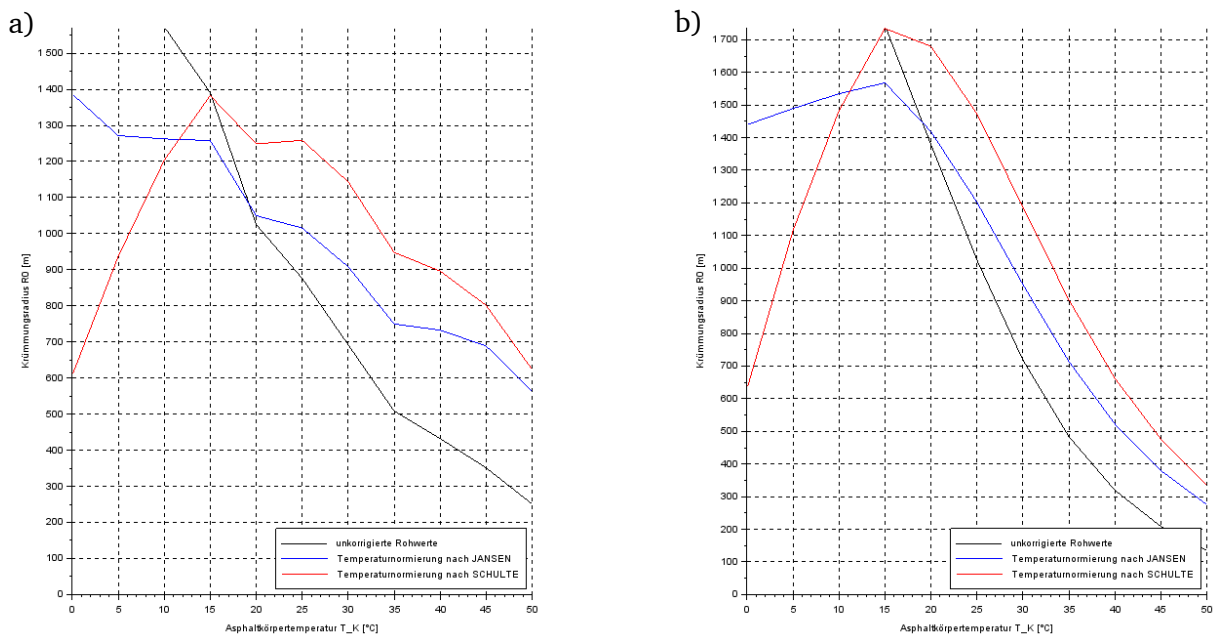 a)
Krümmungsradius R0 [m]
1 500
1 400
1 300
1 200
1 100
1 000
900
800
700
600
500
400
300
200
100
0
0 5 10 15 20 25 30 35 40 45 50
Asphaltkörpertemperatur T_K [°C]
unkorrigierte Rohwerte
Temperaturnormierung nach JANSEN
Temperaturnormierung nach SCHULTE
b)
Krümmungsradius R0 [m]
1 700
1 600
1 500
1 400
1 300
1 200
1 100
1 000
900
800
700
600
500
400
300
200
100
0
0 5 10 15 20 25 30 35 40 45 50
Asphaltkörpertemperatur T_K [°C]
unkorrigierte Rohwerte
Temperaturnormierung nach JANSEN
Temperaturnormierung nach SCHULTE